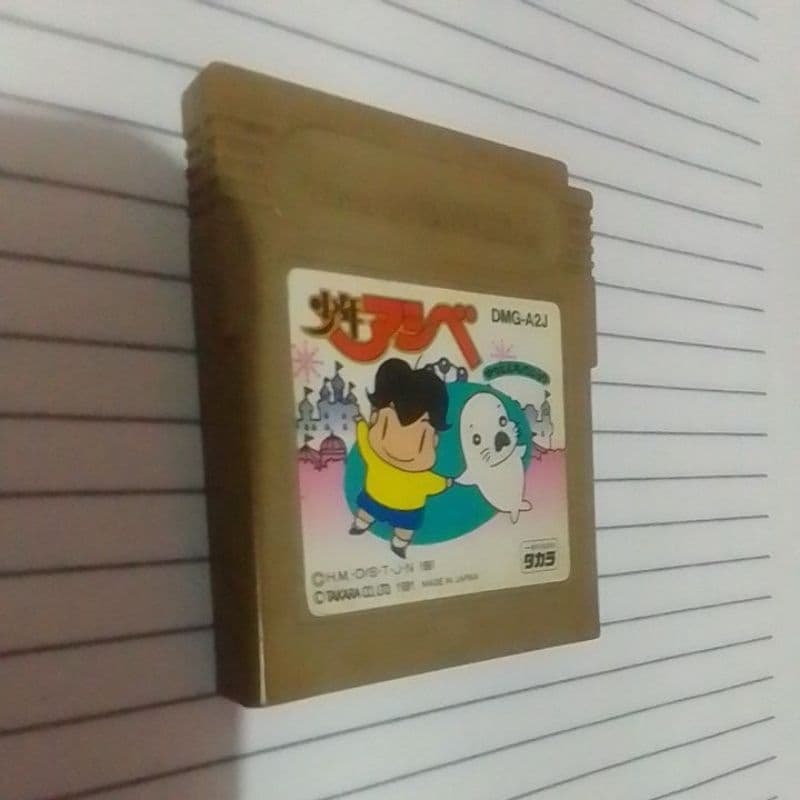 少年アシベ
DMG-A2J
©H.M.-O/S・T-J-N 1991
© TAKARA CO., LTD. 1991. MADE IN JAPAN
タカラ